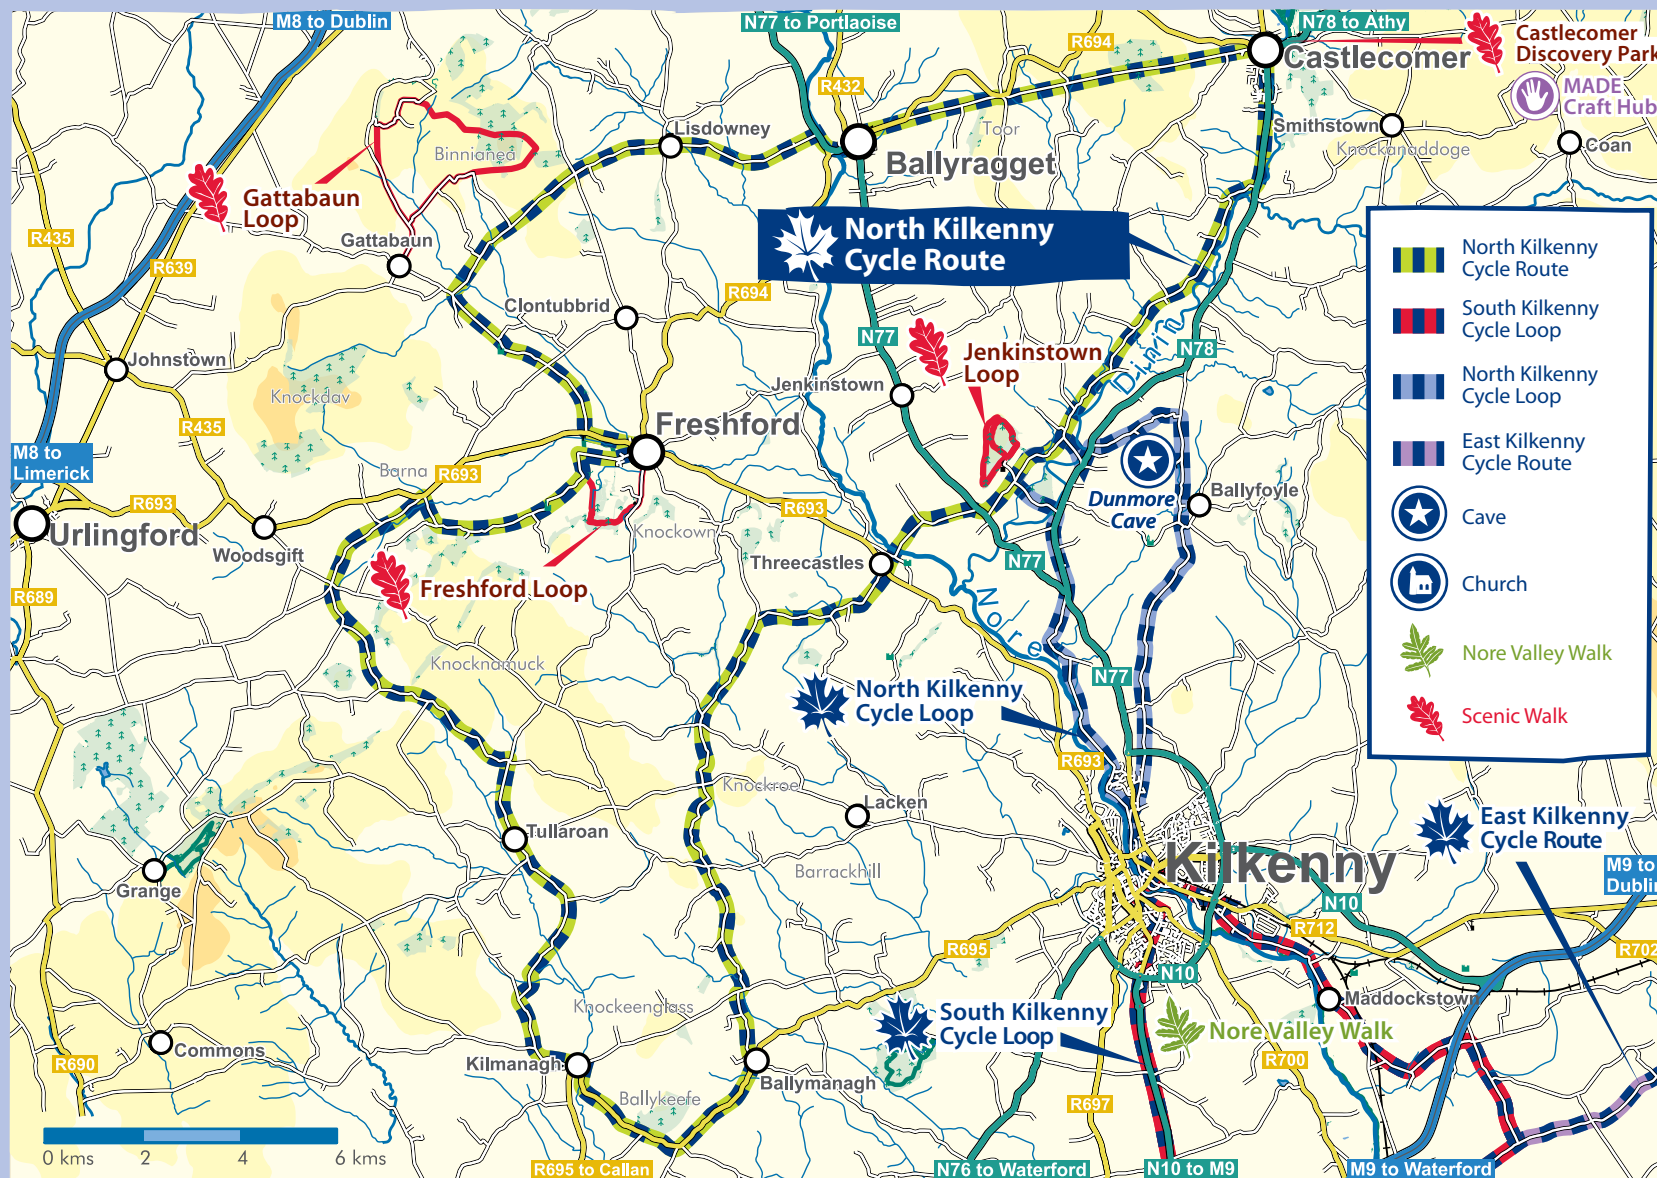 M8 to Dublin
N77 to Portlaoise
N78 to Athy
R694
Castlecomer
Castlecomer
Discovery Park
MADE
Craft Hub
R432
Lisdowney
Toor
Smithstown
Knockanaddoge
Coan
Binnianea
Ballyragget
Gattabaun
Loop
Gattabaun
R435
R639
North Kilkenny
Cycle Route
R694
Clontubbrid
N77
N78
Dinin
Johnstown
Jenkinstown
Loop
Jenkinstown
Knockdav
R435
Freshford
M8 to
Limerick
Barna
R693
R693
R693
Dunmore
Cave
Ballyfoyle
Urlingford
Woodsgift
Knockown
Threecastles
N77
Freshford Loop
R689
Nore
Knocknamuck
N77
North Kilkenny
Cycle Loop
R693
Knockroe
Lacken
Tullaroan
Barrackhill
Grange
Kilkenny
East Kilkenny
Cycle Route
M9 to
Dublin
N10
R712
R702
R695
N10
Knockeenglass
South Kilkenny
Cycle Loop
Maddockstown
Nore Valley Walk
Commons
R690
Kilmanagh
Ballymanagh
R700
Ballykeefe
R697
0 kms 2 4 6 kms
R695 to Callan
N76 to Waterford
N10 to M9
M9 to Waterford
North Kilkenny
Cycle Route
South Kilkenny
Cycle Loop
North Kilkenny
Cycle Loop
East Kilkenny
Cycle Route
Cave
Church
Nore Valley Walk
Scenic Walk